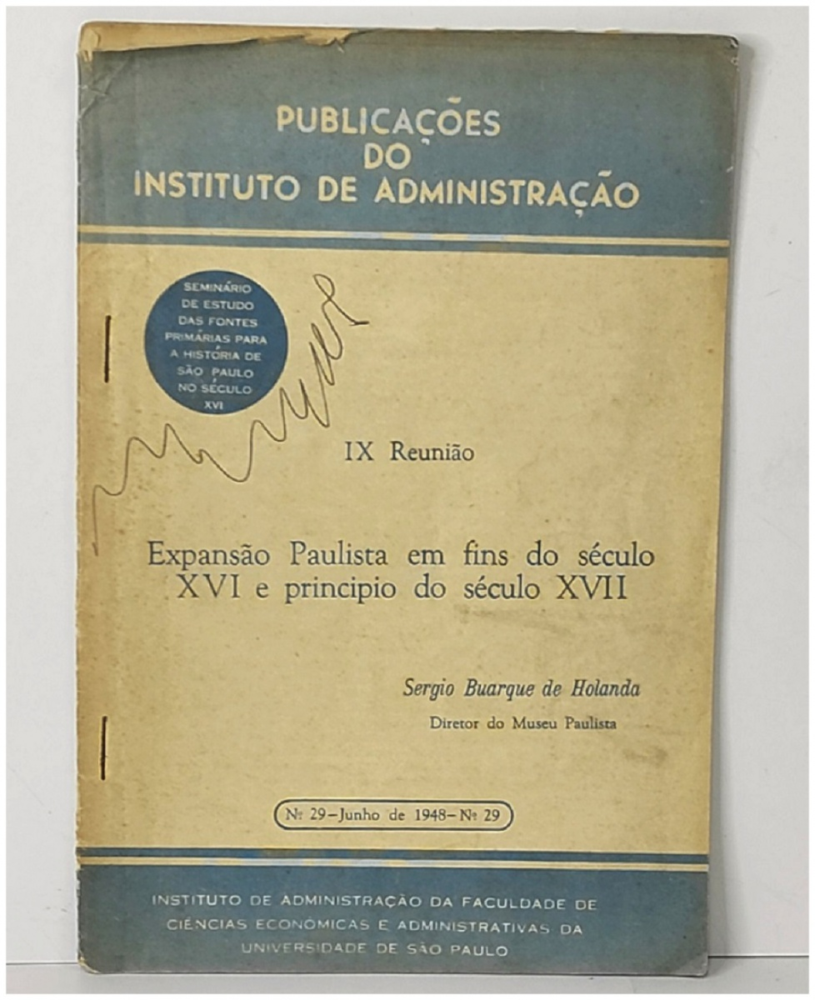 PUBLICAÇÕES
DO
INSTITUTO DE ADMINISTRAÇÃO
SEMINÁRIO
DE ESTUDO
DAS FONTES
PRIMÁRIAS PARA
A HISTÓRIA DE
SÃO PAULO
NO SÉCULO
XVI
IX Reunião
Expansão Paulista em fins do século
XVI e principio do século XVII
Sergio Buarque de Holanda
Diretor do Museu Paulista
Nº 29-Junho de 1948-Nº 29
INSTITUTO DE ADMINISTRAÇÃO DA FACULDADE DE
CIÊNCIAS ECONÔMICAS E ADMINISTRATIVAS DA
UNIVERSIDADE DE SÃO PAULO